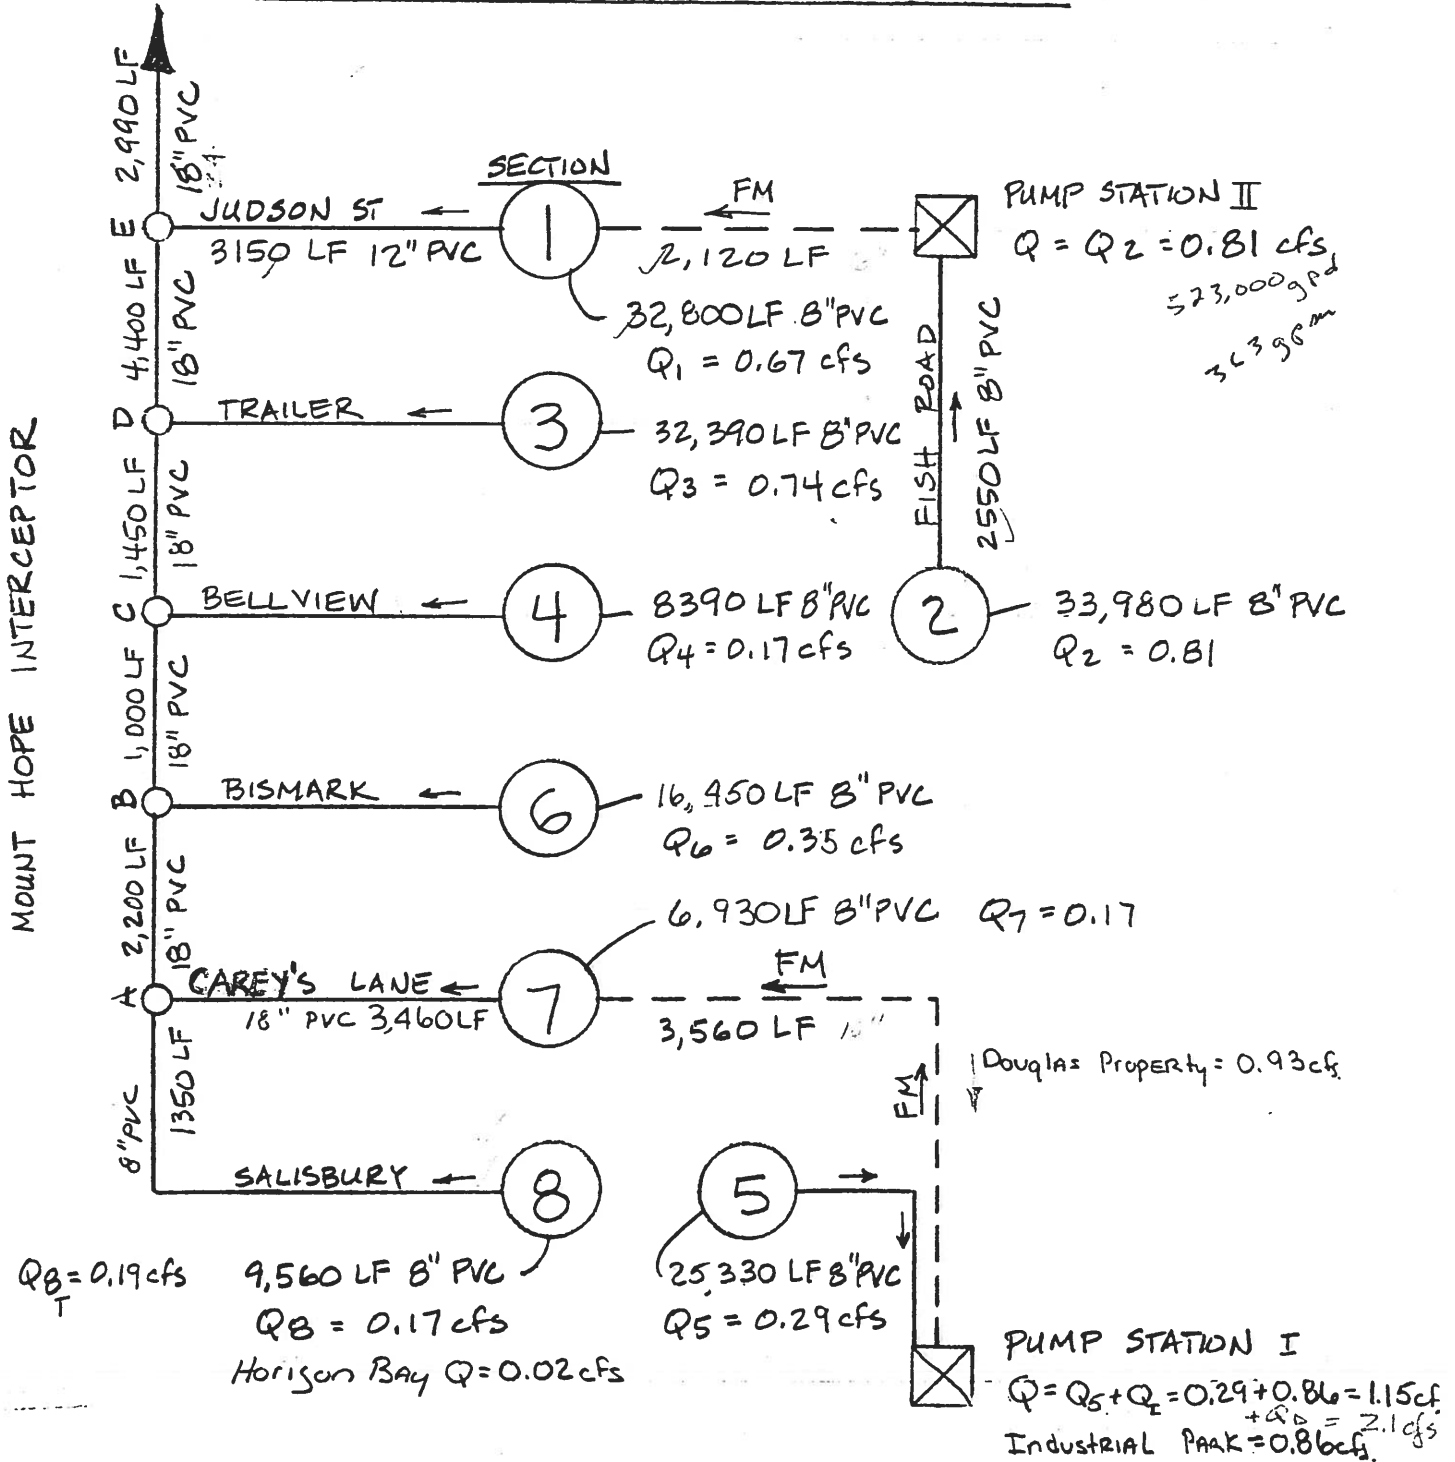 2,990 LF
18" PVC
SECTION
FM
PUMP STATION II
E
JUDSON ST
1
Q = Q2 = 0.81 cfs
3150 LF 12" PVC
2,120 LF
523,000 gpd
363 gpm
32,800 LF 8" PVC
Q1 = 0.67 cfs
4,400 LF
18" PVC
FISH ROAD
2550 LF 8" PVC
D
TRAILER
3
32,390 LF 8" PVC
Q3 = 0.74 cfs
MOUNT HOPE INTERCEPTOR
1,450 LF
18" PVC
C
BELLVIEW
4
8390 LF 8" PVC
Q4 = 0.17 cfs
2
33,980 LF 8" PVC
Q2 = 0.81
1,000 LF
18" PVC
B
BISMARK
6
16,450 LF 8" PVC
Q6 = 0.35 cfs
2,200 LF
18" PVC
6,930 LF 8" PVC Q7 = 0.17
A
CAREY'S LANE
7
FM
18" PVC 3,460 LF
3,560 LF
1350 LF
8" PVC
FM
Douglas Property = 0.93 cfs
SALISBURY
8
5
Q8T = 0.19 cfs
9,560 LF 8" PVC
Q8 = 0.17 cfs
Horizon Bay Q = 0.02 cfs
25,330 LF 8" PVC
Q5 = 0.29 cfs
PUMP STATION I
Q = Q5 + QI = 0.29 + 0.86 = 1.15 cf
+ QD = 2.1 cfs
Industrial Park = 0.86 cfs.